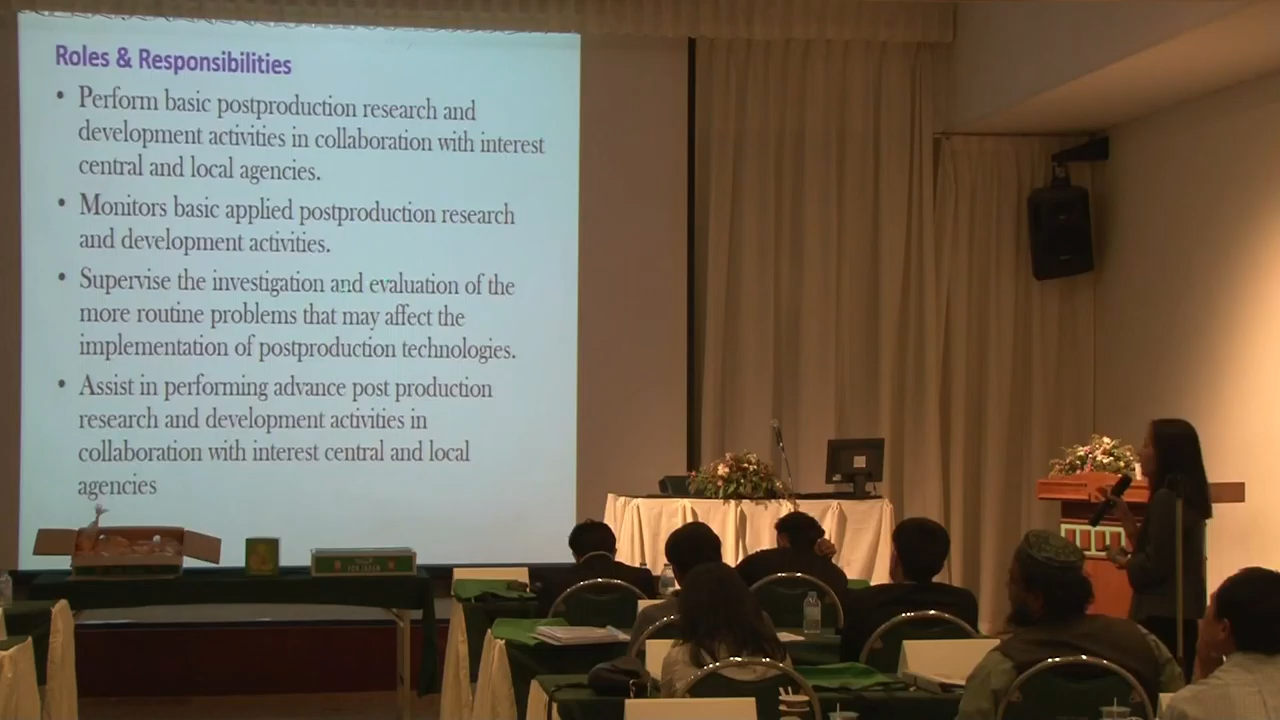 Roles & Responsibilities
• Perform basic postproduction research and
development activities in collaboration with interest
central and local agencies.
• Monitors basic applied postproduction research
and development activities.
• Supervise the investigation and evaluation of the
more routine problems that may affect the
implementation of postproduction technologies.
• Assist in performing advance post production
research and development activities in
collaboration with interest central and local
agencies